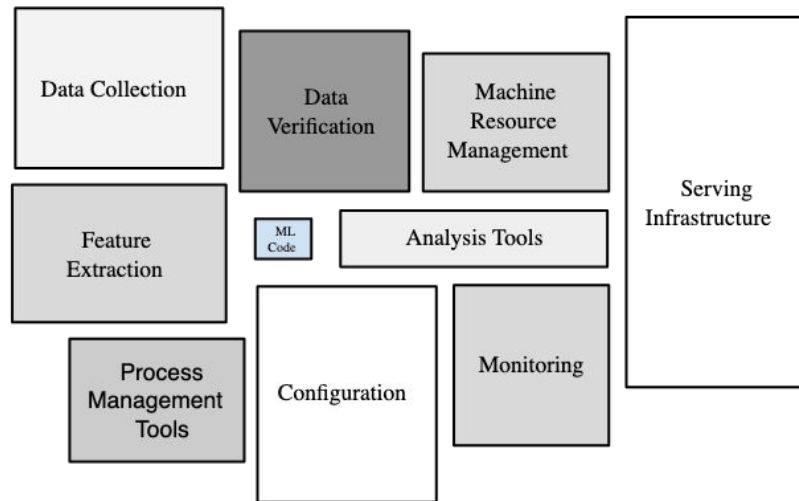 Data Collection
Data
Verification
Machine
Resource
Management
Serving
Infrastructure
Feature
Extraction
ML
Code
Analysis Tools
Process
Management
Tools
Configuration
Monitoring